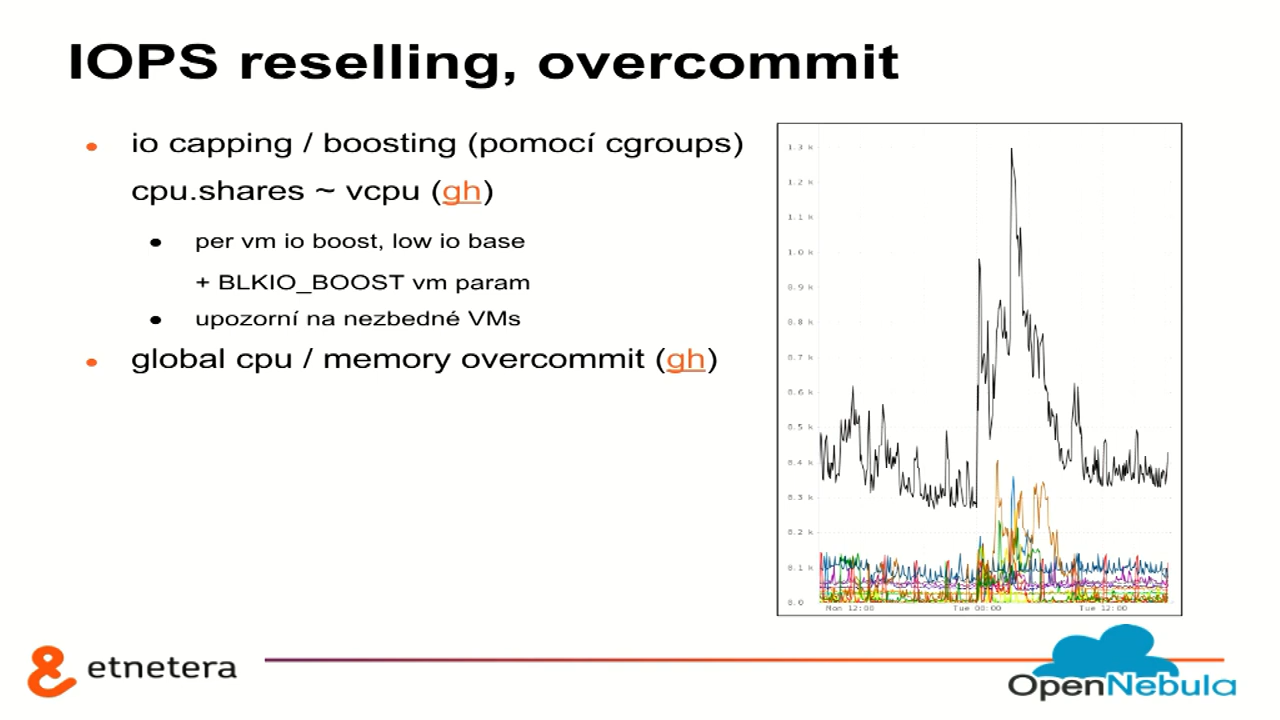 IOPS reselling, overcommit
io capping / boosting (pomocí cgroups)
cpu.shares ~ vcpu (gh)
per vm io boost, low io base
+ BLKIO_BOOST vm param
upozorní na nezbedné VMs
global cpu / memory overcommit (gh)
1.3 k
1.2 k
1.1 k
1.0 k
0.9 k
0.8 k
0.7 k
0.6 k
0.5 k
0.4 k
0.3 k
0.2 k
0.1 k
0.0
Mon 12:00 Tue 00:00 Tue 12:00
etnetera
OpenNebula